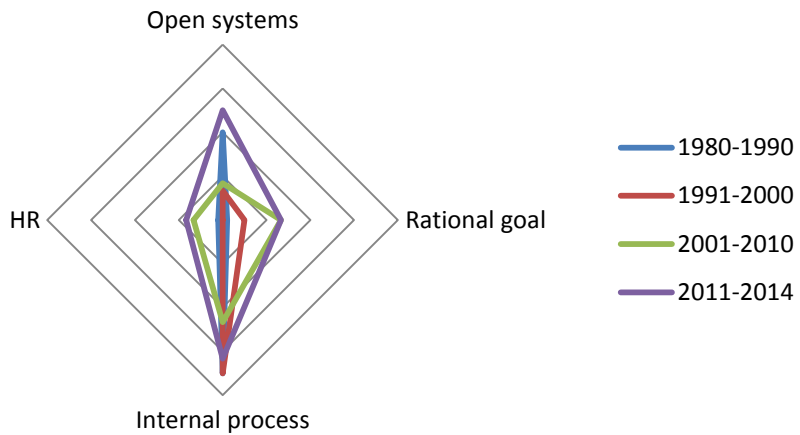 Open systems
HR
Rational goal
Internal process
1980-1990
1991-2000
2001-2010
2011-2014